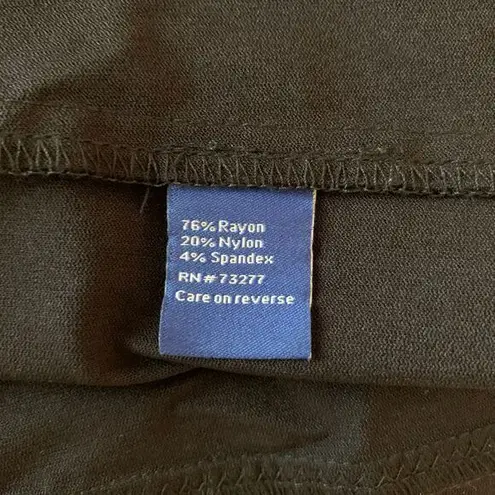 76% Rayon
20% Nylon
4% Spandex
RN#73277
Care on reverse